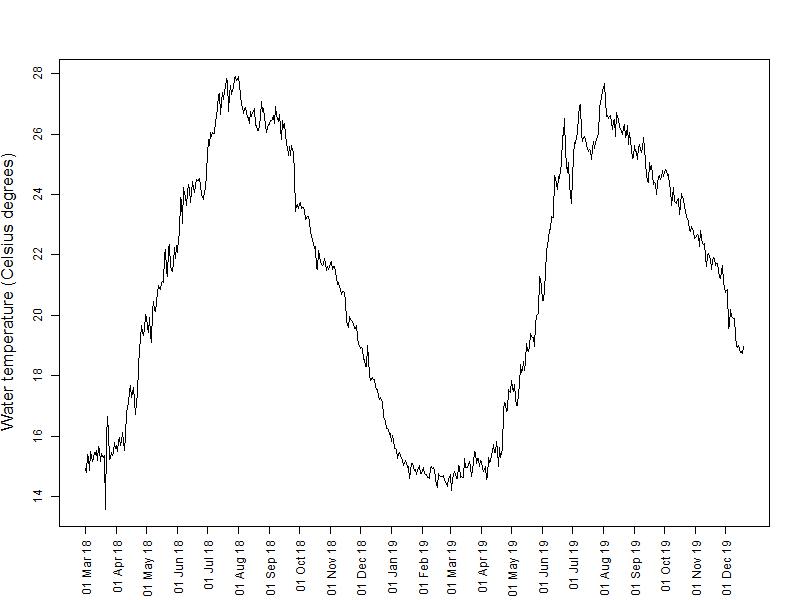 Water temperature (Celsius degrees)
28
26
24
22
20
18
16
14
01 Mar 18
01 Apr 18
01 May 18
01 Jun 18
01 Jul 18
01 Aug 18
01 Sep 18
01 Oct 18
01 Nov 18
01 Dec 18
01 Jan 19
01 Feb 19
01 Mar 19
01 Apr 19
01 May 19
01 Jun 19
01 Jul 19
01 Aug 19
01 Sep 19
01 Oct 19
01 Nov 19
01 Dec 19